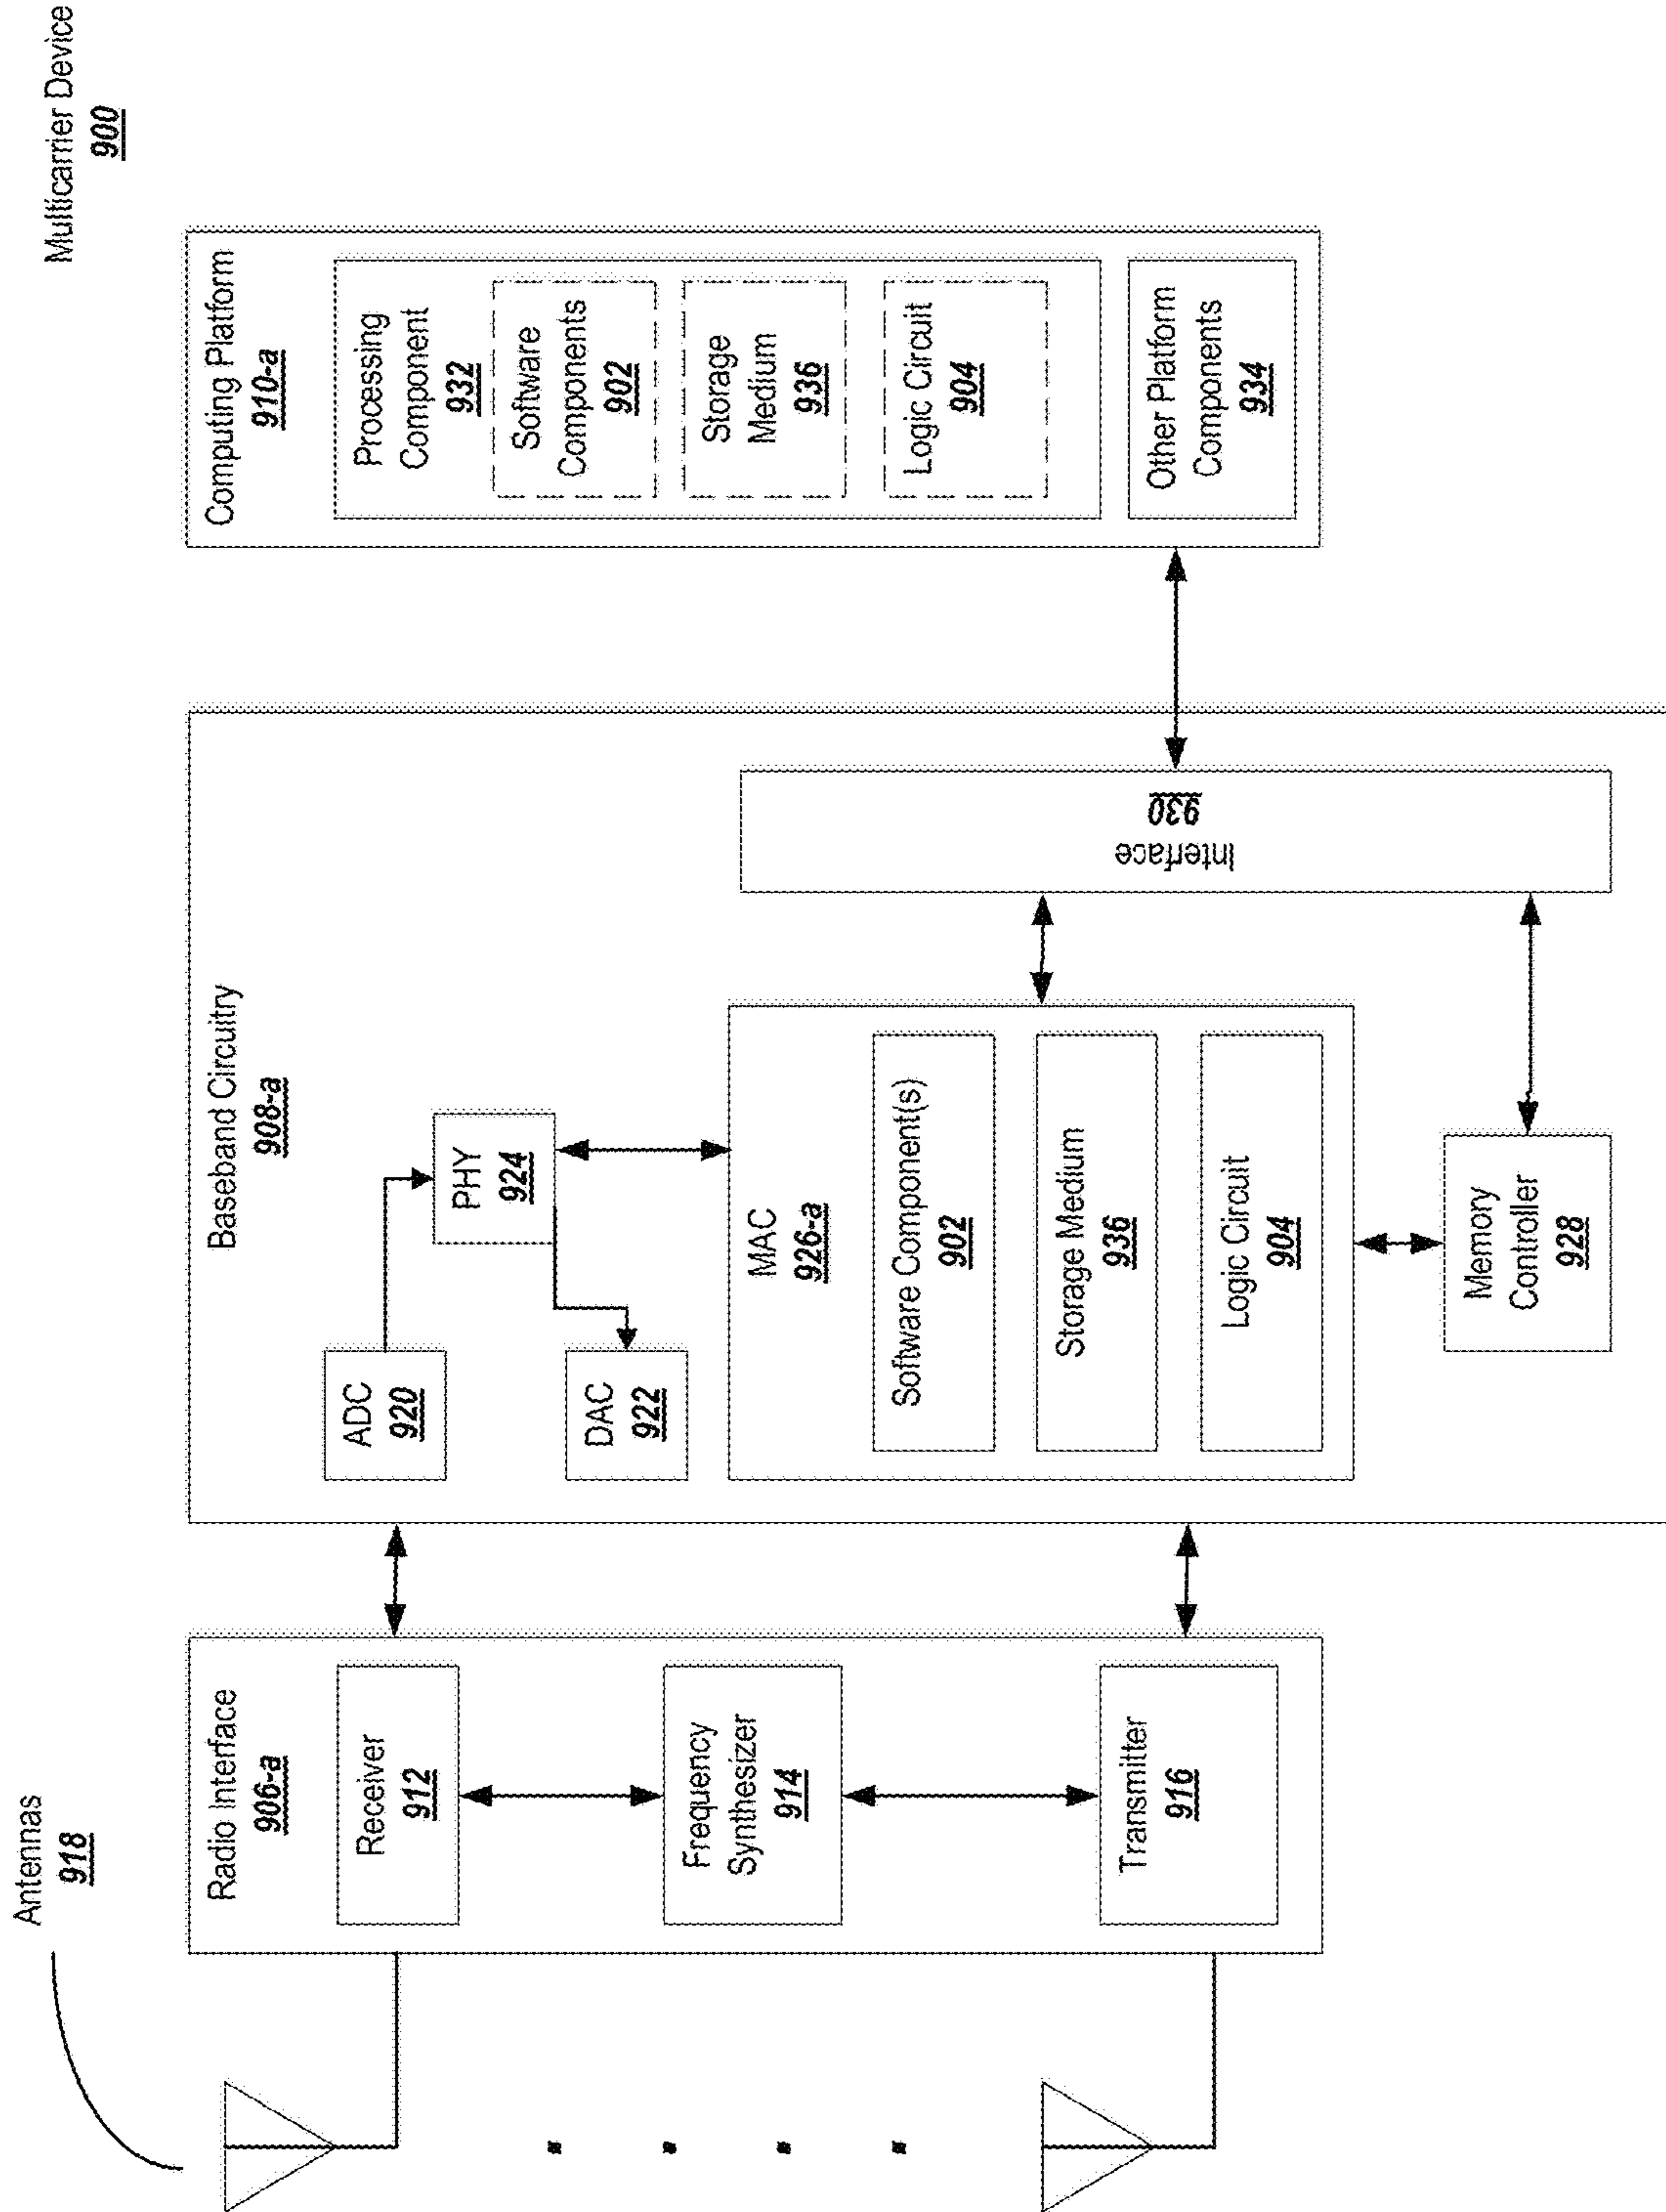 Multicarrier Device
900
Antennas
918
Radio Interface
906-a
Receiver
912
Frequency
Synthesizer
914
Transmitter
916
Baseband Circuitry
908-a
ADC
920
PHY
924
DAC
922
MAC
926-a
Software Component(s)
902
Storage Medium
936
Logic Circuit
904
Memory
Controller
928
Interface
930
Computing Platform
910-a
Processing
Component
932
Software
Components
902
Storage
Medium
936
Logic Circuit
904
Other Platform
Components
934